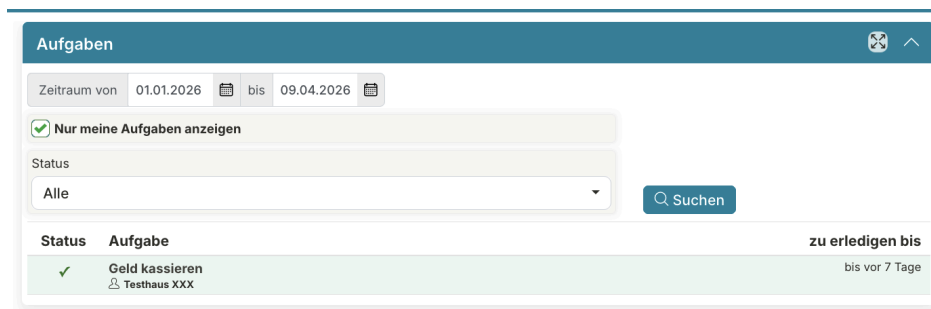 Aufgaben
Zeitraum von 01.01.2026 bis 09.04.2026
Nur meine Aufgaben anzeigen
Status
Alle
Suchen
Status Aufgabe zu erledigen bis
Geld kassieren bis vor 7 Tage
Testhaus XXX